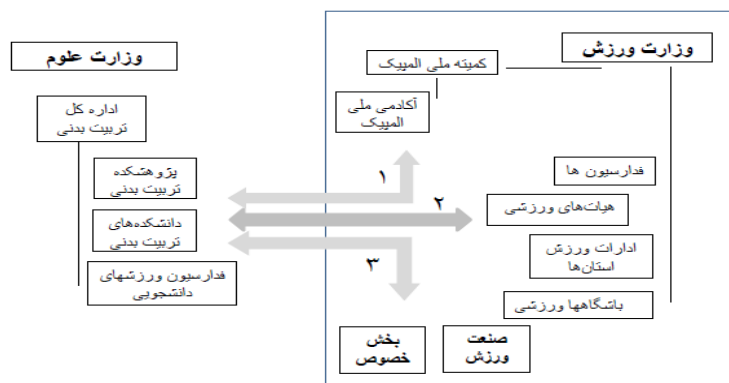 وزارت ورزش
وزارت علوم
کمیته ملی المپیک
آکادمی ملی
المپیک
اداره کل
تربیت بدنی
پژوهشکده
تربیت بدنی
دانشکده‌های
تربیت بدنی
فدارسیون ورزشهای
دانشجویی
۱
۲
۳
فدارسیون ها
هیات‌های ورزشی
ادارات ورزش
استان‌ها
باشگاهها ورزشی
صنعت
ورزش
بخش
خصوص